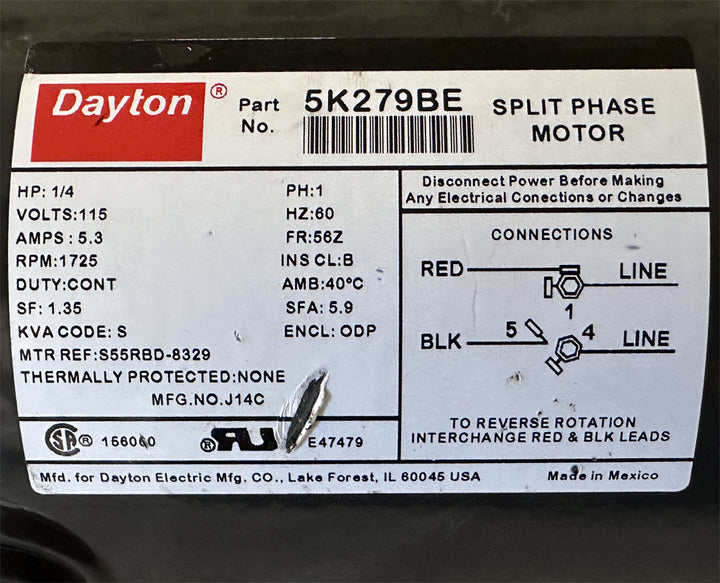 Dayton®
Part No. 5K279BE
SPLIT PHASE MOTOR
HP: 1/4
VOLTS:115
AMPS : 5.3
RPM:1725
DUTY:CONT
SF: 1.35
KVA CODE: S
MTR REF:S55RBD-8329
THERMALLY PROTECTED:NONE
MFG.NO.J14C
PH:1
HZ:60
FR:56Z
INS CL:B
AMB:40°C
SFA: 5.9
ENCL: ODP
Disconnect Power Before Making
Any Electrical Conections or Changes
CONNECTIONS
RED
LINE
1
BLK
5
4
LINE
TO REVERSE ROTATION
INTERCHANGE RED & BLK LEADS
SA® 156060
®RU
E47479
Mfd. for Dayton Electric Mfg. CO., Lake Forest, IL 60045 USA
Made in Mexico